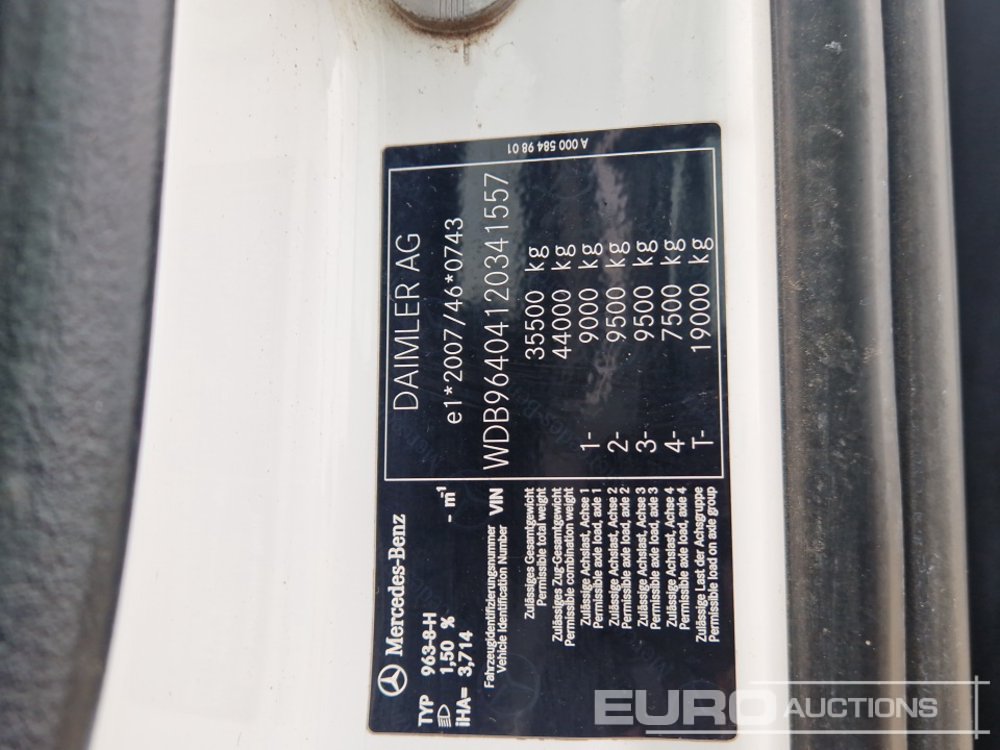 Mercedes-Benz
DAIMLER AG
TYP 963-8-H
1,50 % - m⁻¹
e1*2007/46*0743
iHA= 3,714
Fahrzeugidentifizierungsnummer
Vehicle Identification Number
VIN WDB96404120341557
Zulässiges Gesamtgewicht
Permissible total weight
35500 kg
Zulässiges Zug-Gesamtgewicht
Permissible combination weight
44000 kg
Zulässige Achslast, Achse 1
Permissible axle load, axle 1
1- 9000 kg
Zulässige Achslast, Achse 2
Permissible axle load, axle 2
2- 9500 kg
Zulässige Achslast, Achse 3
Permissible axle load, axle 3
3- 9500 kg
Zulässige Achslast, Achse 4
Permissible axle load, axle 4
4- 7500 kg
Zulässige Last der Achsgruppe
Permissible load on axle group
T- 19000 kg
A 000 584 98 01
EURO AUCTIONS